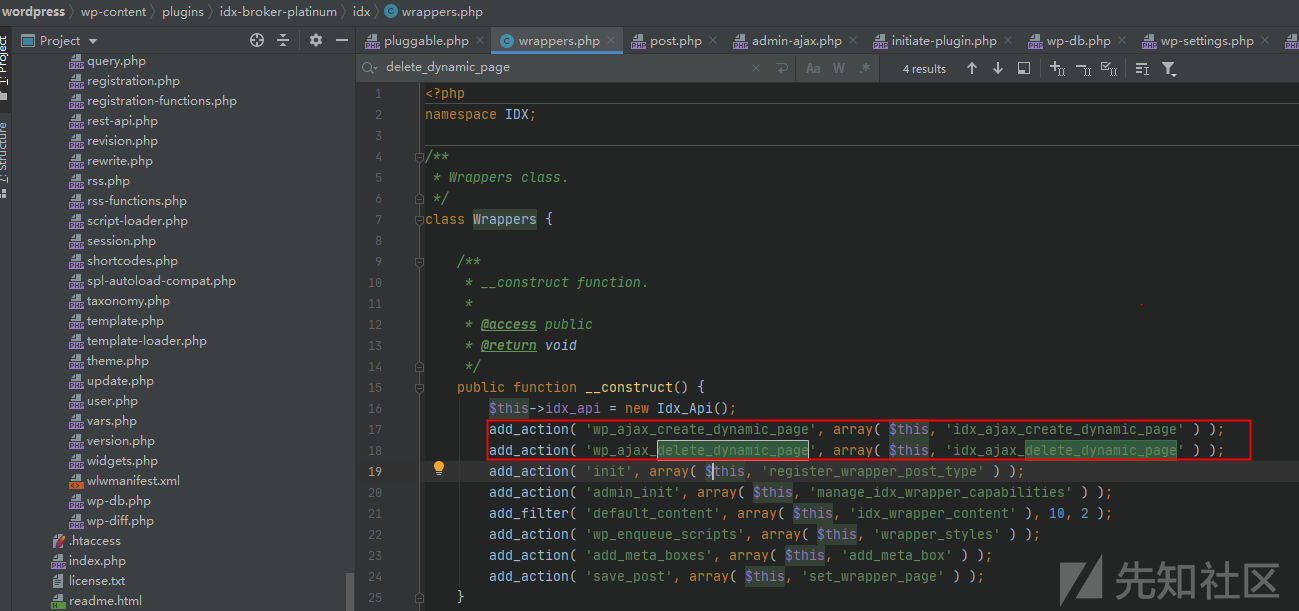 wordpress wp-content plugins idx-broker-platinum idx C wrappers.php
Project
pluggable.php C wrappers.php post.php admin-ajax.php initiate-plugin.php wp-db.php wp-settings.php
1: Project
Z: Structure
query.php
registration.php
registration-functions.php
rest-api.php
revision.php
rewrite.php
rss.php
rss-functions.php
script-loader.php
session.php
shortcodes.php
spl-autoload-compat.php
taxonomy.php
template.php
template-loader.php
theme.php
update.php
user.php
vars.php
version.php
widgets.php
wlwmanifest.xml
wp-db.php
wp-diff.php
.htaccess
index.php
license.txt
readme.html
delete_dynamic_page Aa W .* 4 results
1 <?php
2 namespace IDX;
3
4 /**
5 * Wrappers class.
6 */
7 class Wrappers {
8
9 /**
10 * __construct function.
11 *
12 * @access public
13 * @return void
14 */
15 public function __construct() {
16 $this->idx_api = new Idx_Api();
17 add_action( 'wp_ajax_create_dynamic_page', array( $this, 'idx_ajax_create_dynamic_page' ) );
18 add_action( 'wp_ajax_delete_dynamic_page', array( $this, 'idx_ajax_delete_dynamic_page' ) );
19 add_action( 'init', array( $this, 'register_wrapper_post_type' ) );
20 add_action( 'admin_init', array( $this, 'manage_idx_wrapper_capabilities' ) );
21 add_filter( 'default_content', array( $this, 'idx_wrapper_content' ), 10, 2 );
22 add_action( 'wp_enqueue_scripts', array( $this, 'wrapper_styles' ) );
23 add_action( 'add_meta_boxes', array( $this, 'add_meta_box' ) );
24 add_action( 'save_post', array( $this, 'set_wrapper_page' ) );
25 }
先知社区